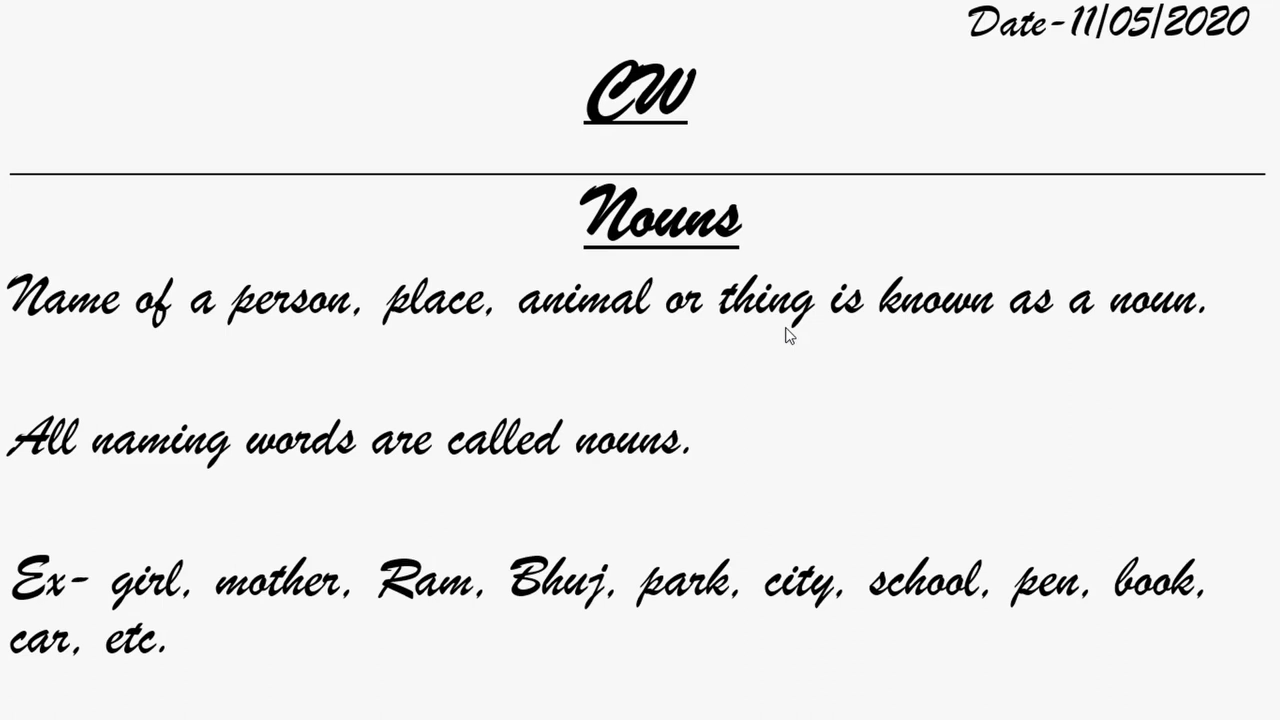 Date-11/05/2020
CW
Nouns
Name of a person, place, animal or thing is known as a noun.
All naming words are called nouns.
Ex- girl, mother, Ram, Bhuj, park, city, school, pen, book,
car, etc.